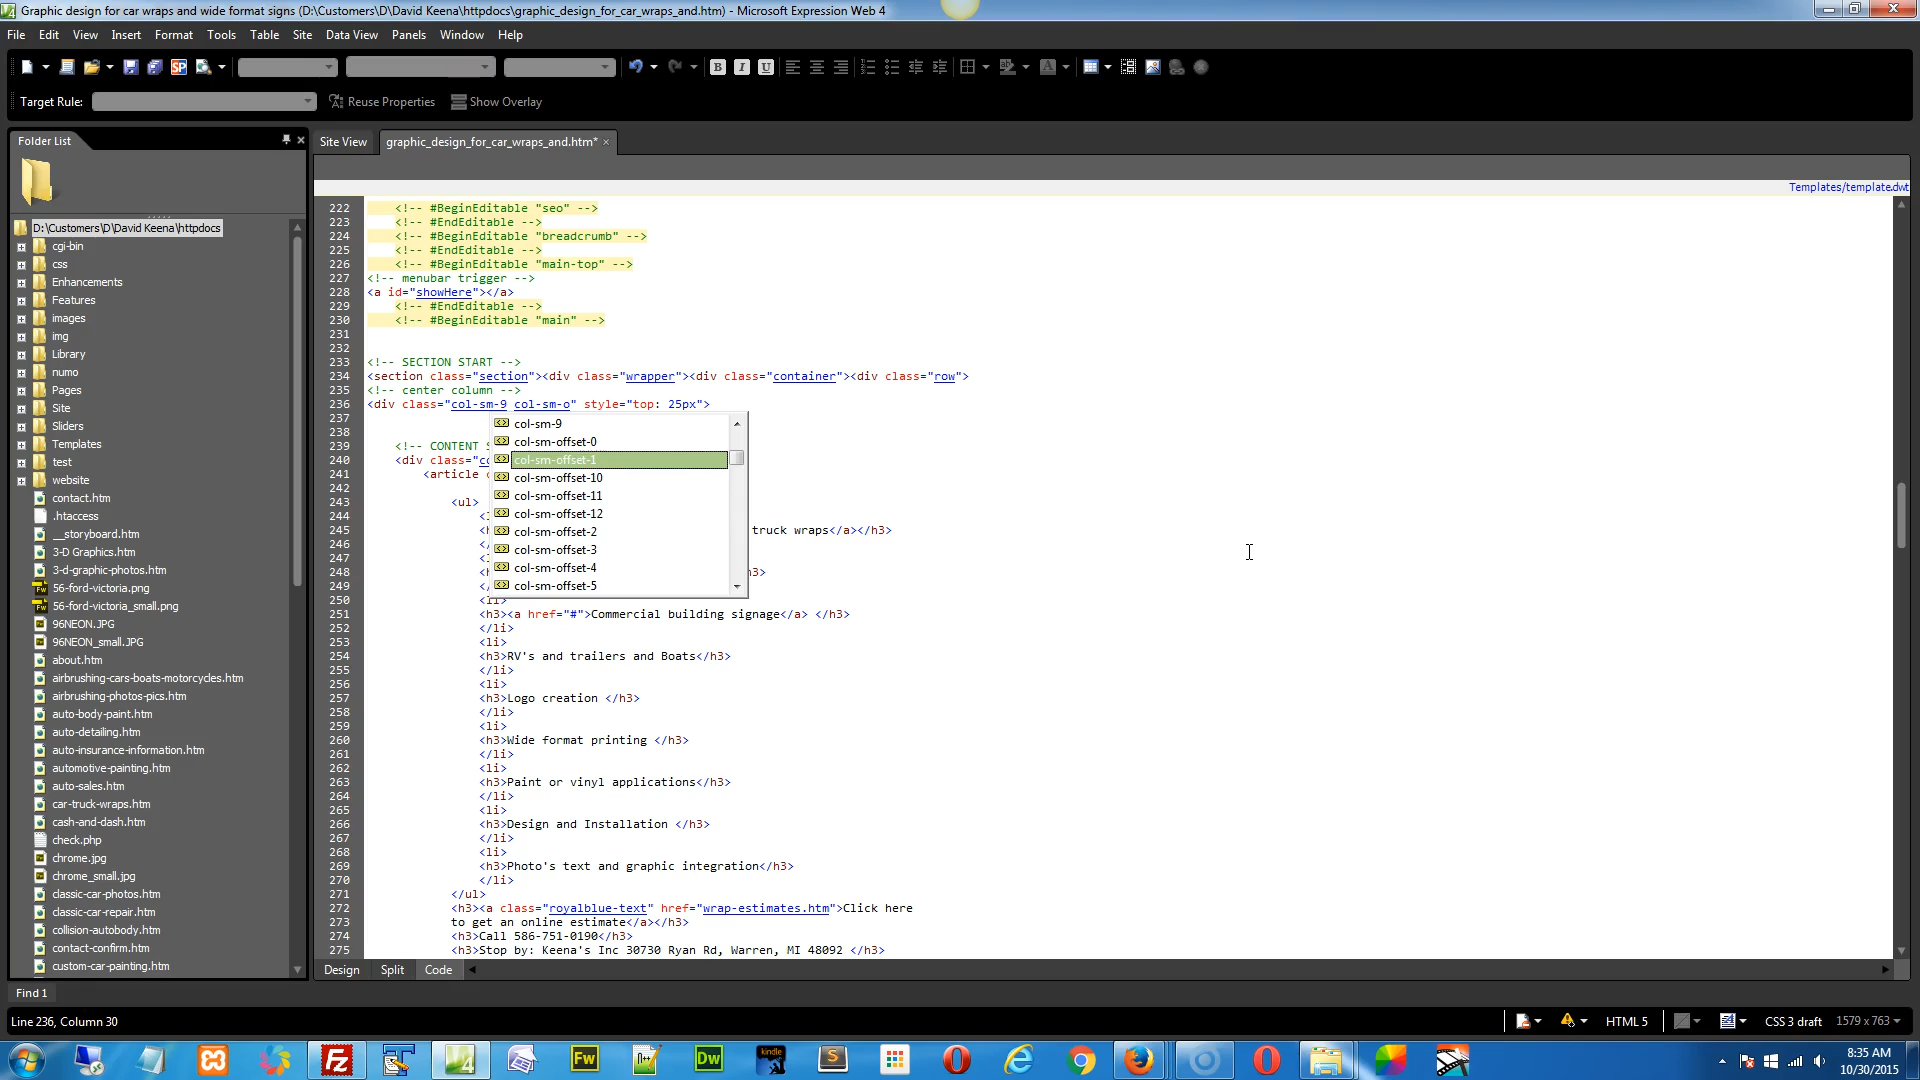 Graphic design for car wraps and wide format signs (D:\Customers\D\David Keena\httpdocs\graphic_design_for_car_wraps_and.htm) - Microsoft Expression Web 4
File Edit View Insert Format Tools Table Site Data View Panels Window Help
SP B I U A
Target Rule: Reuse Properties Show Overlay
Folder List
Site View graphic_design_for_car_wraps_and.htm* ×
Templates/template.dwt
D:\Customers\D\David Keena\httpdocs
cgi-bin
css
Enhancements
Features
images
img
Library
numo
Pages
Site
Sliders
Templates
test
website
contact.htm
.htaccess
__storyboard.htm
3-D Graphics.htm
3-d-graphic-photos.htm
56-ford-victoria.png
56-ford-victoria_small.png
96NEON.JPG
96NEON_small.JPG
about.htm
airbrushing-cars-boats-motorcycles.htm
airbrushing-photos-pics.htm
auto-body-paint.htm
auto-detailing.htm
auto-insurance-information.htm
automotive-painting.htm
auto-sales.htm
car-truck-wraps.htm
cash-and-dash.htm
check.php
chrome.jpg
chrome_small.jpg
classic-car-photos.htm
classic-car-repair.htm
collision-autobody.htm
contact-confirm.htm
custom-car-painting.htm
222 <!-- #BeginEditable "seo" -->
223 <!-- #EndEditable -->
224 <!-- #BeginEditable "breadcrumb" -->
225 <!-- #EndEditable -->
226 <!-- #BeginEditable "main-top" -->
227 <!-- menubar trigger -->
228 <a id="showHere"></a>
229 <!-- #EndEditable -->
230 <!-- #BeginEditable "main" -->
231
232
233 <!-- SECTION START -->
234 <section class="section"><div class="wrapper"><div class="container"><div class="row">
235 <!-- center column -->
236 <div class="col-sm-9 col-sm-o" style="top: 25px">
237
238
239 <!-- CONTENT S
240 <div class="co
241 <article c
242
243 <ul>
244 <l
245 <h truck wraps</a></h3>
246 </
247 <l
248 <h h3>
249 </
250 <li>
251 <h3><a href="#">Commercial building signage</a> </h3>
252 </li>
253 <li>
254 <h3>RV's and trailers and Boats</h3>
255 </li>
256 <li>
257 <h3>Logo creation </h3>
258 </li>
259 <li>
260 <h3>Wide format printing </h3>
261 </li>
262 <li>
263 <h3>Paint or vinyl applications</h3>
264 </li>
265 <li>
266 <h3>Design and Installation </h3>
267 </li>
268 <li>
269 <h3>Photo's text and graphic integration</h3>
270 </li>
271 </ul>
272 <h3><a class="royalblue-text" href="wrap-estimates.htm">Click here
273 to get an online estimate</a></h3>
274 <h3>Call 586-751-0190</h3>
275 <h3>Stop by: Keena's Inc 30730 Ryan Rd, Warren, MI 48092 </h3>
col-sm-9
col-sm-offset-0
col-sm-offset-1
col-sm-offset-10
col-sm-offset-11
col-sm-offset-12
col-sm-offset-2
col-sm-offset-3
col-sm-offset-4
col-sm-offset-5
Design Split Code
Find 1
Line 236, Column 30 HTML 5 CSS 3 draft 1579 x 763
Fz 4 Fw Dw kindle S
8:35 AM
10/30/2015